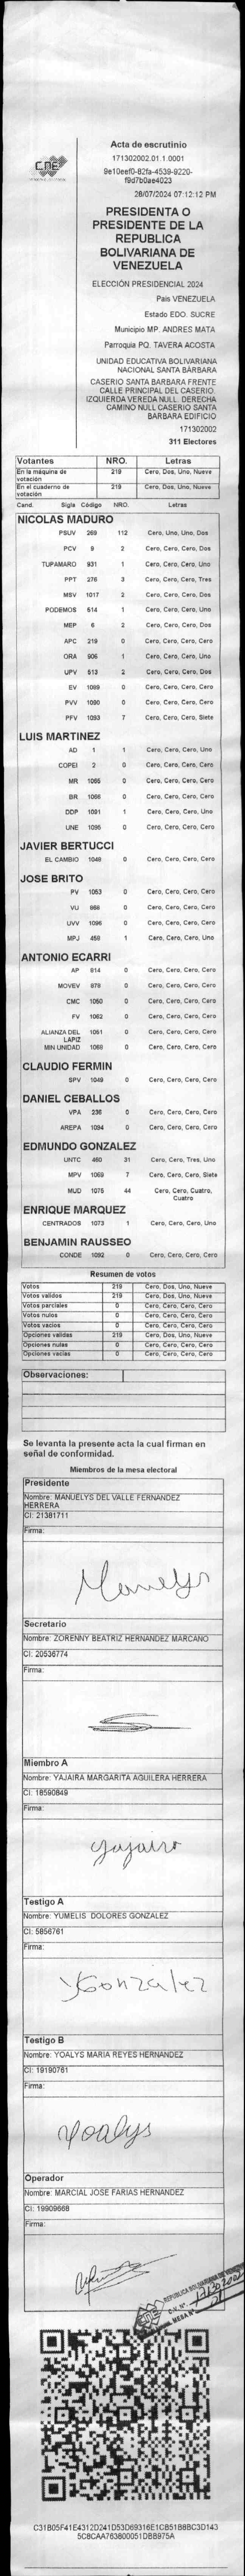 CNE
Acta de escrutinio
171302002.01.1.0001
9e10eef0-82fa-4539-9220-
f9d7b0ae4023
28/07/2024 07:12:12 PM
PRESIDENTA O
PRESIDENTE DE LA
REPUBLICA
BOLIVARIANA DE
VENEZUELA
ELECCIÓN PRESIDENCIAL 2024
Pais VENEZUELA
Estado EDO. SUCRE
Municipio MP. ANDRES MATA
Parroquia PQ. TAVERA ACOSTA
UNIDAD EDUCATIVA BOLIVARIANA
NACIONAL SANTA BÁRBARA
CASERIO SANTA BARBARA FRENTE
CALLE PRINCIPAL DEL CASERIO.
IZQUIERDA VEREDA NULL. DERECHA
CAMINO NULL CASERIO SANTA
BARBARA EDIFICIO
171302002
311 Electores
Votantes NRO. Letras
En la máquina de votación 219 Cero, Dos, Uno, Nueve
En el cuaderno de votación 219 Cero, Dos, Uno, Nueve
Cand. Sigla Código NRO. Letras
NICOLAS MADURO
PSUV 269 112 Cero, Uno, Uno, Dos
PCV 9 2 Cero, Cero, Cero, Dos
TUPAMARO 931 1 Cero, Cero, Cero, Uno
PPT 276 3 Cero, Cero, Cero, Tres
MSV 1017 2 Cero, Cero, Cero, Dos
PODEMOS 514 1 Cero, Cero, Cero, Uno
MEP 6 2 Cero, Cero, Cero, Dos
APC 219 0 Cero, Cero, Cero, Cero
ORA 906 1 Cero, Cero, Cero, Uno
UPV 513 2 Cero, Cero, Cero, Dos
EV 1089 0 Cero, Cero, Cero, Cero
PVV 1090 0 Cero, Cero, Cero, Cero
PFV 1093 7 Cero, Cero, Cero, Siete
LUIS MARTINEZ
AD 1 1 Cero, Cero, Cero, Uno
COPEI 2 0 Cero, Cero, Cero, Cero
MR 1065 0 Cero, Cero, Cero, Cero
BR 1066 0 Cero, Cero, Cero, Cero
DDP 1091 1 Cero, Cero, Cero, Uno
UNE 1095 0 Cero, Cero, Cero, Cero
JAVIER BERTUCCI
EL CAMBIO 1048 0 Cero, Cero, Cero, Cero
JOSE BRITO
PV 1053 0 Cero, Cero, Cero, Cero
VU 868 0 Cero, Cero, Cero, Cero
UVV 1096 0 Cero, Cero, Cero, Cero
MPJ 459 1 Cero, Cero, Cero, Uno
ANTONIO ECARRI
AP 814 0 Cero, Cero, Cero, Cero
MOVEV 978 0 Cero, Cero, Cero, Cero
CMC 1050 0 Cero, Cero, Cero, Cero
FV 1062 0 Cero, Cero, Cero, Cero
ALIANZA DEL LAPIZ 1051 0 Cero, Cero, Cero, Cero
MIN UNIDAD 1069 0 Cero, Cero, Cero, Cero
CLAUDIO FERMIN
SPV 1049 0 Cero, Cero, Cero, Cero
DANIEL CEBALLOS
VPA 236 0 Cero, Cero, Cero, Cero
AREPA 1094 0 Cero, Cero, Cero, Cero
EDMUNDO GONZALEZ
UNTC 460 31 Cero, Cero, Tres, Uno
MPV 1069 7 Cero, Cero, Cero, Siete
MUD 1075 44 Cero, Cero, Cuatro, Cuatro
ENRIQUE MARQUEZ
CENTRADOS 1073 1 Cero, Cero, Cero, Uno
BENJAMIN RAUSSEO
CONDE 1092 0 Cero, Cero, Cero, Cero
Resumen de votos
Votos 219 Cero, Dos, Uno, Nueve
Votos validos 219 Cero, Dos, Uno, Nueve
Votos parciales 0 Cero, Cero, Cero, Cero
Votos nulos 0 Cero, Cero, Cero, Cero
Votos vacios 0 Cero, Cero, Cero, Cero
Opciones validas 219 Cero, Dos, Uno, Nueve
Opciones nulas 0 Cero, Cero, Cero, Cero
Opciones vacias 0 Cero, Cero, Cero, Cero
Observaciones:
Se levanta la presente acta la cual firman en
señal de conformidad.
Miembros de la mesa electoral
Presidente
Nombre: MANUELYS DEL VALLE FERNANDEZ
HERRERA
CI: 21381711
Firma:
Manuelys
Secretario
Nombre: ZORENNY BEATRIZ HERNANDEZ MARCANO
CI: 20536774
Firma:
Miembro A
Nombre: YAJAIRA MARGARITA AGUILERA HERRERA
CI: 18590849
Firma:
yajaira
Testigo A
Nombre: YUMELIS DOLORES GONZALEZ
CI: 5856761
Firma:
YGonzalez
Testigo B
Nombre: YOALYS MARIA REYES HERNANDEZ
CI: 19190761
Firma:
Yoalys
Operador
Nombre: MARCIAL JOSE FARIAS HERNANDEZ
CI: 19909668
Firma:
REPUBLICA BOLIVARIANA DE VENEZUELA
CNE
C.V. N°
MESA N°
C31B05F41E4312D241D53D69316E1CB51B8BC3D143
5C8CAA763800051DBB975A